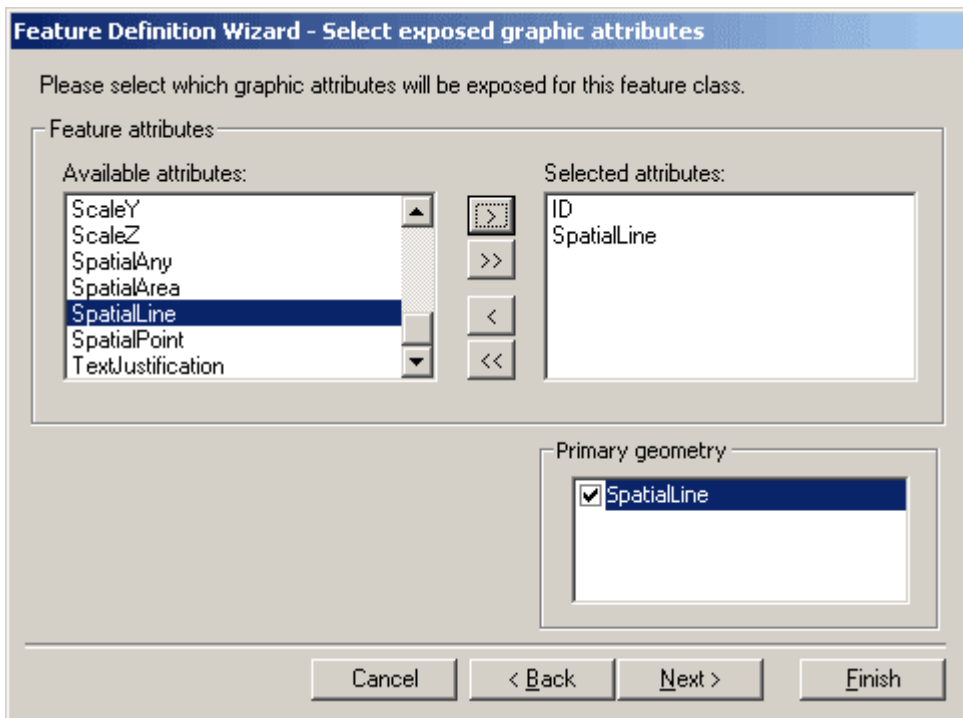 Feature Definition Wizard - Select exposed graphic attributes
Please select which graphic attributes will be exposed for this feature class.
Feature attributes
Available attributes:
ScaleY
ScaleZ
SpatialAny
SpatialArea
SpatialLine
SpatialPoint
TextJustification
>
>>
<
<<
Selected attributes:
ID
SpatialLine
Primary geometry
SpatialLine
Cancel
< Back
Next >
Finish